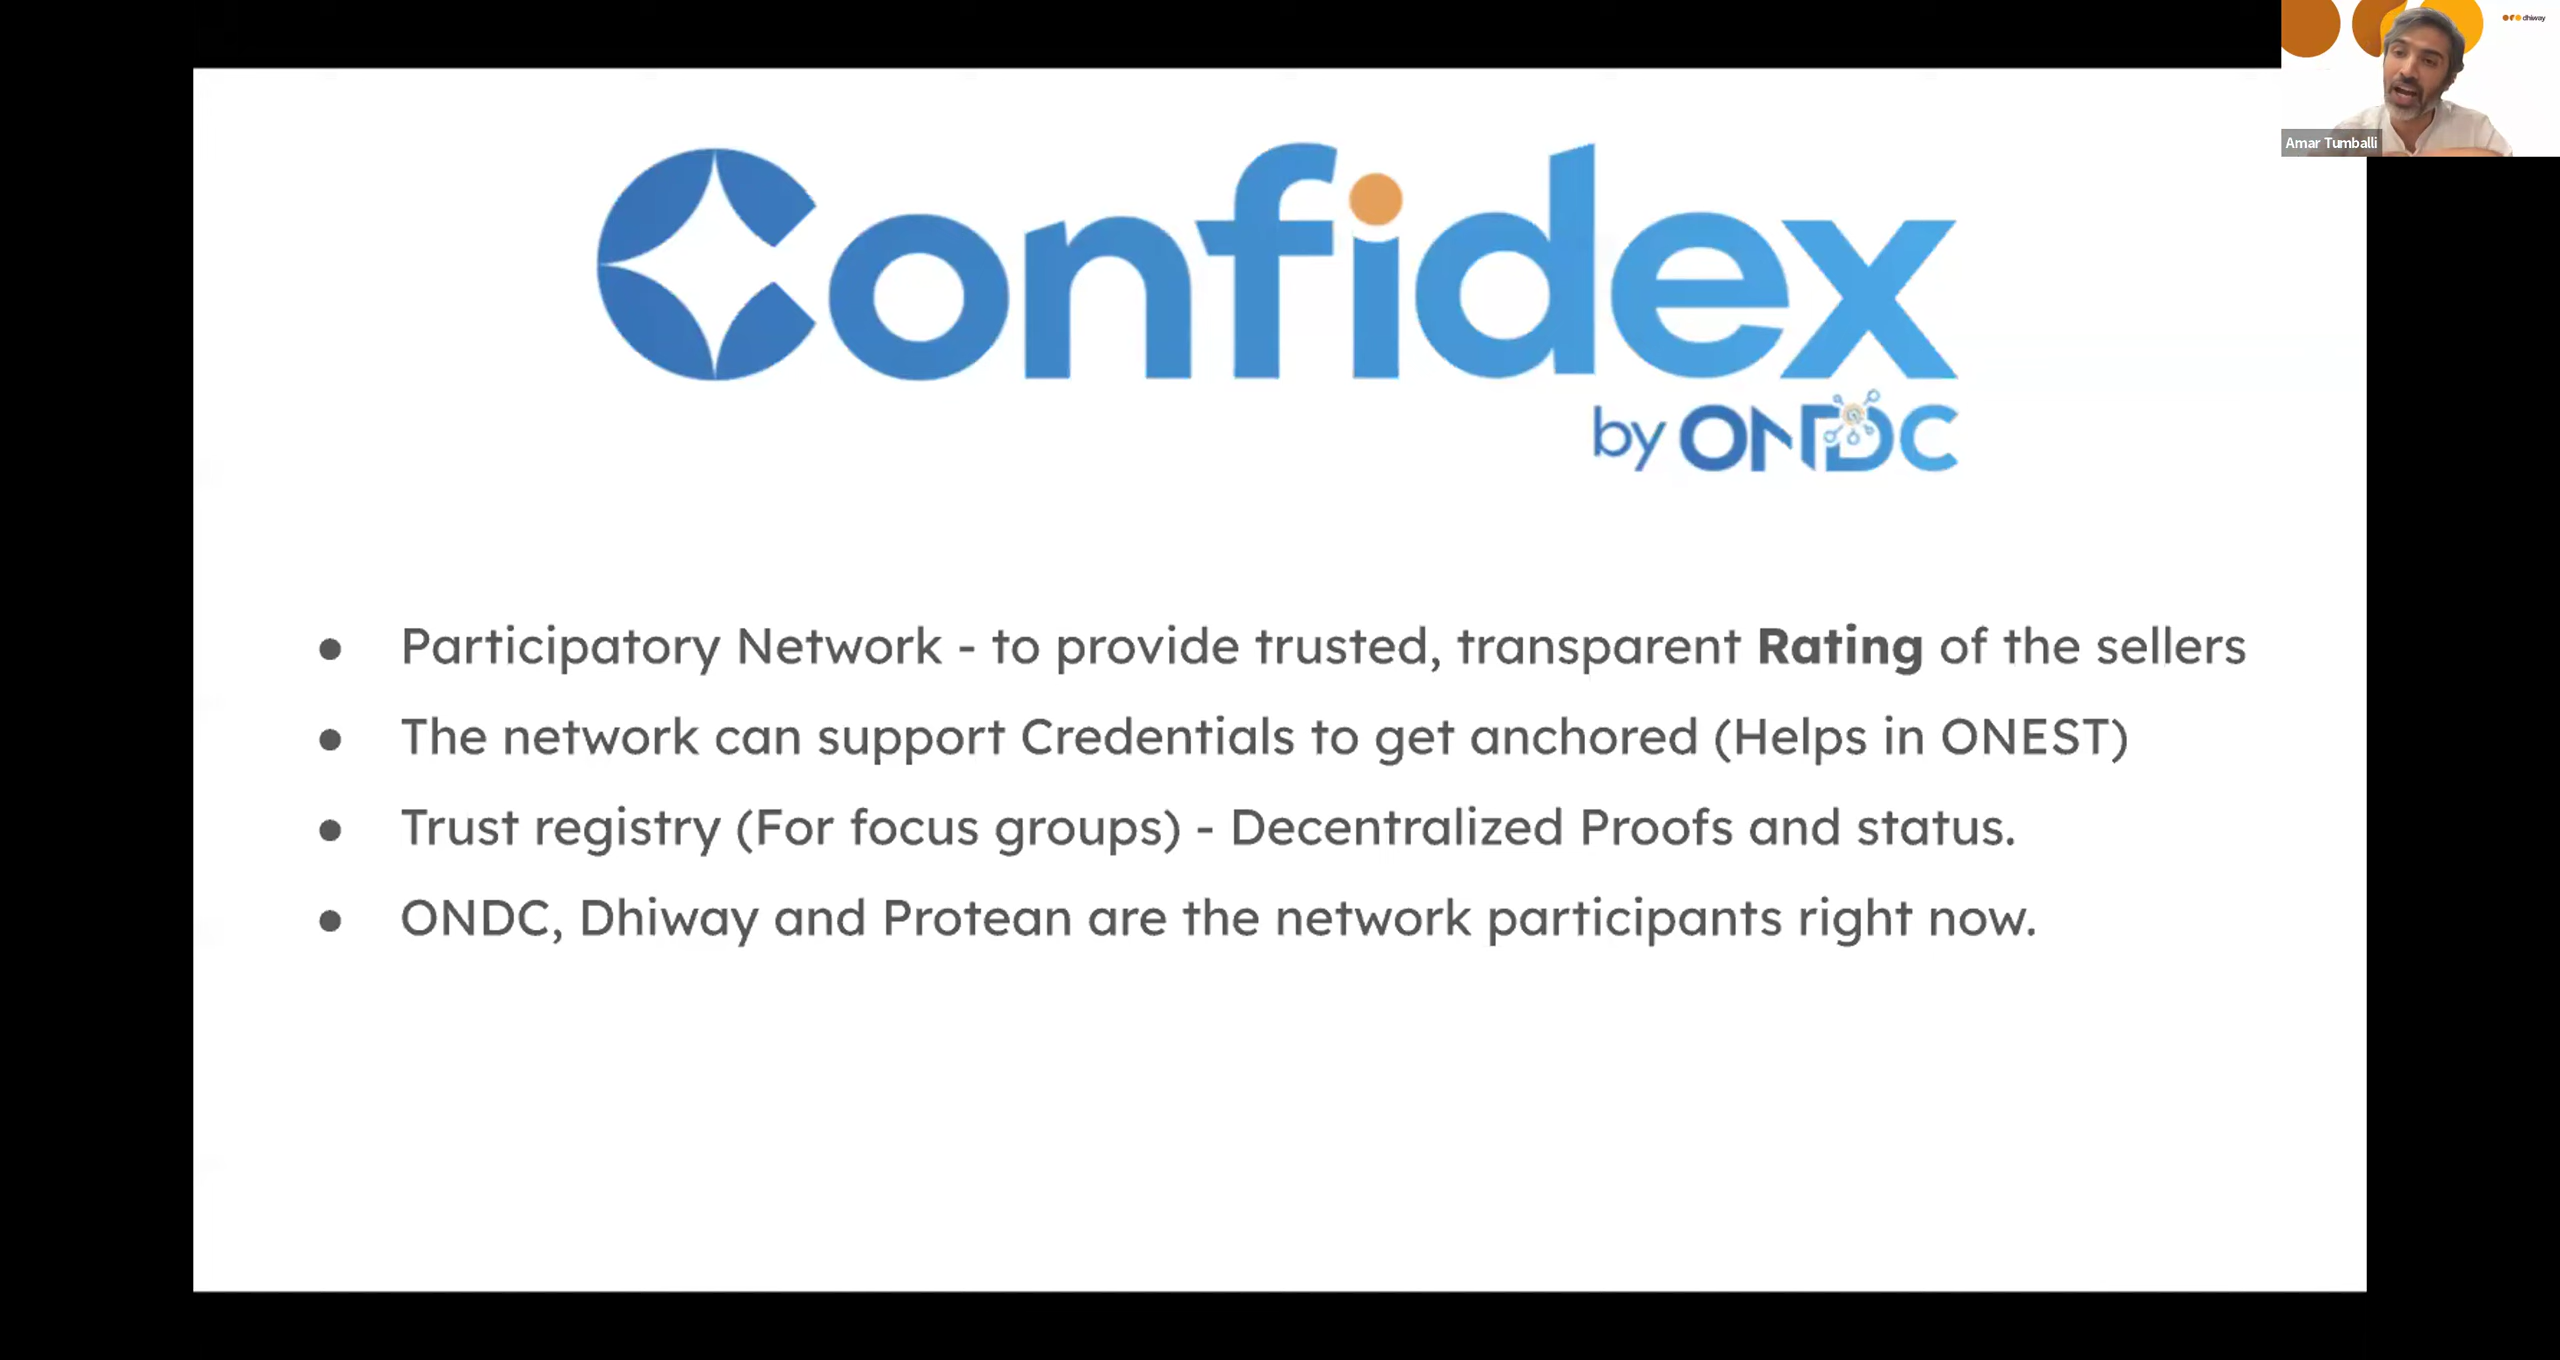 dhiway
Amar Tumballi
Confidex
by ONDC
● Participatory Network - to provide trusted, transparent Rating of the sellers
● The network can support Credentials to get anchored (Helps in ONEST)
● Trust registry (For focus groups) - Decentralized Proofs and status.
● ONDC, Dhiway and Protean are the network participants right now.